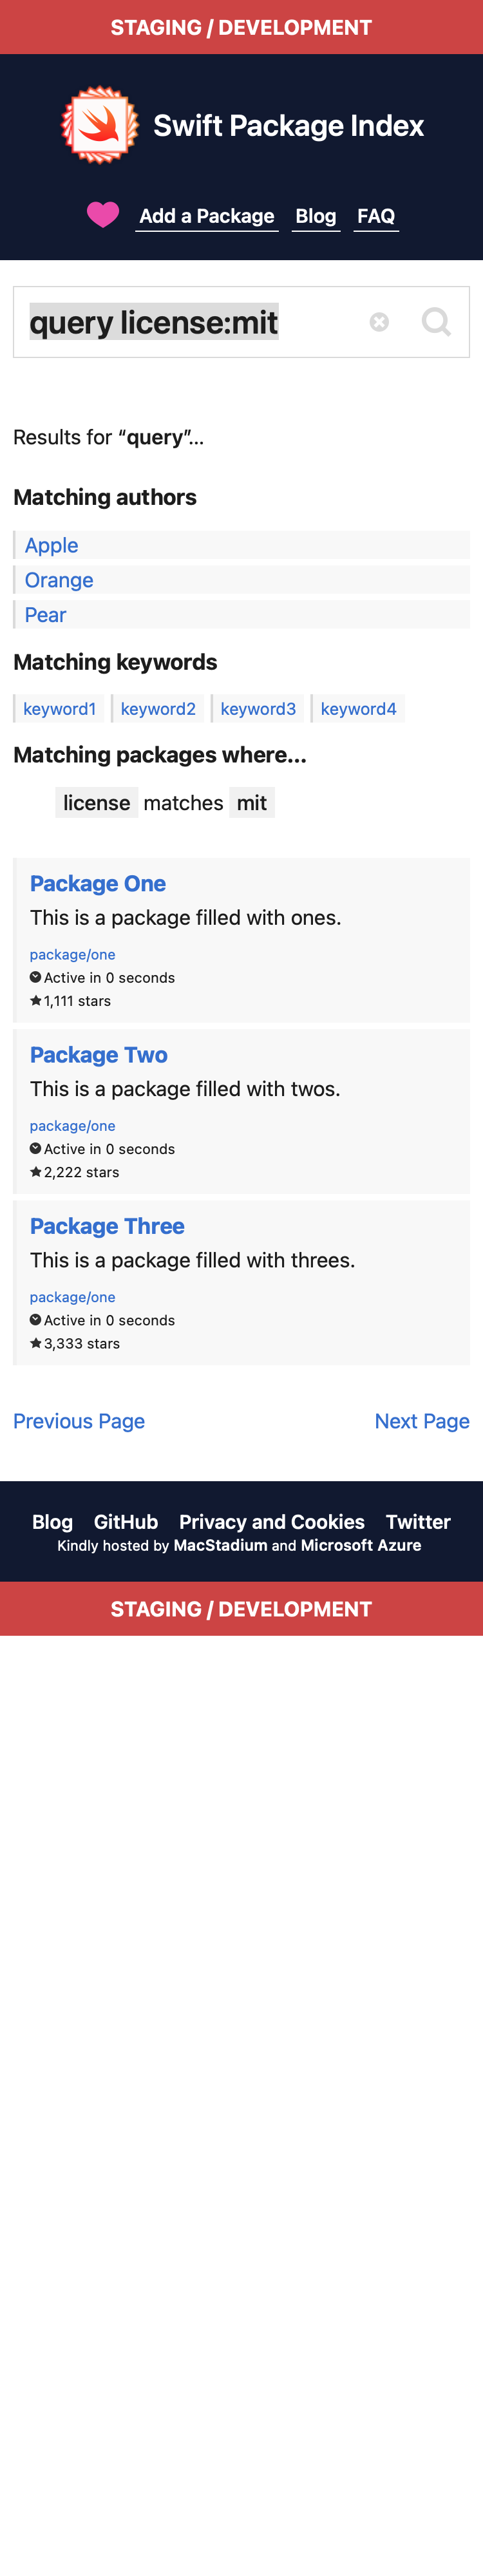 STAGING / DEVELOPMENT
Swift Package Index
Add a Package Blog FAQ
query license:mit
Results for “query”…
Matching authors
Apple
Orange
Pear
Matching keywords
keyword1 keyword2 keyword3 keyword4
Matching packages where…
license matches mit
Package One
This is a package filled with ones.
package/one
Active in 0 seconds
1,111 stars
Package Two
This is a package filled with twos.
package/one
Active in 0 seconds
2,222 stars
Package Three
This is a package filled with threes.
package/one
Active in 0 seconds
3,333 stars
Previous Page Next Page
Blog GitHub Privacy and Cookies Twitter
Kindly hosted by MacStadium and Microsoft Azure
STAGING / DEVELOPMENT